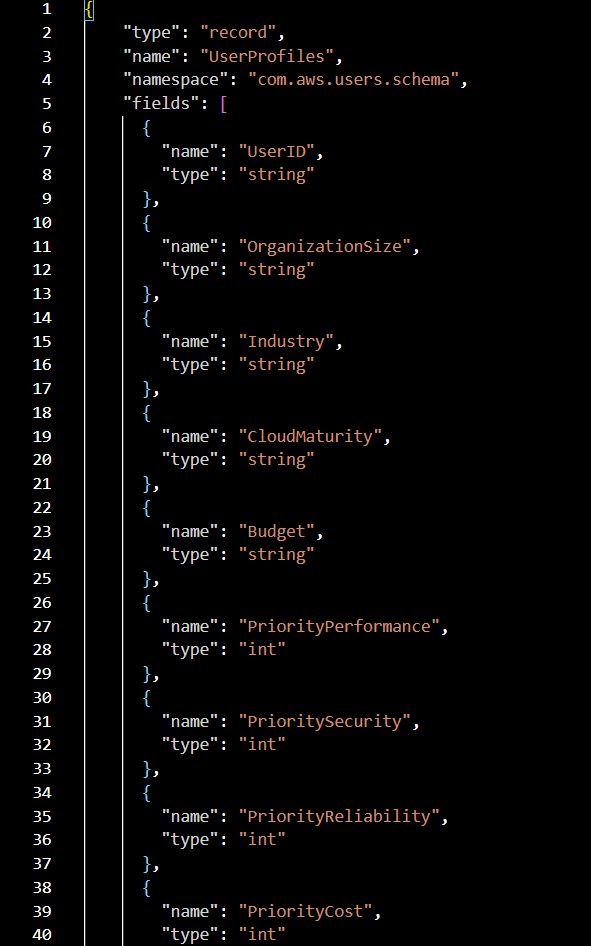 1 {
2 "type": "record",
3 "name": "UserProfiles",
4 "namespace": "com.aws.users.schema",
5 "fields": [
6 {
7 "name": "UserID",
8 "type": "string"
9 },
10 {
11 "name": "OrganizationSize",
12 "type": "string"
13 },
14 {
15 "name": "Industry",
16 "type": "string"
17 },
18 {
19 "name": "CloudMaturity",
20 "type": "string"
21 },
22 {
23 "name": "Budget",
24 "type": "string"
25 },
26 {
27 "name": "PriorityPerformance",
28 "type": "int"
29 },
30 {
31 "name": "PrioritySecurity",
32 "type": "int"
33 },
34 {
35 "name": "PriorityReliability",
36 "type": "int"
37 },
38 {
39 "name": "PriorityCost",
40 "type": "int"